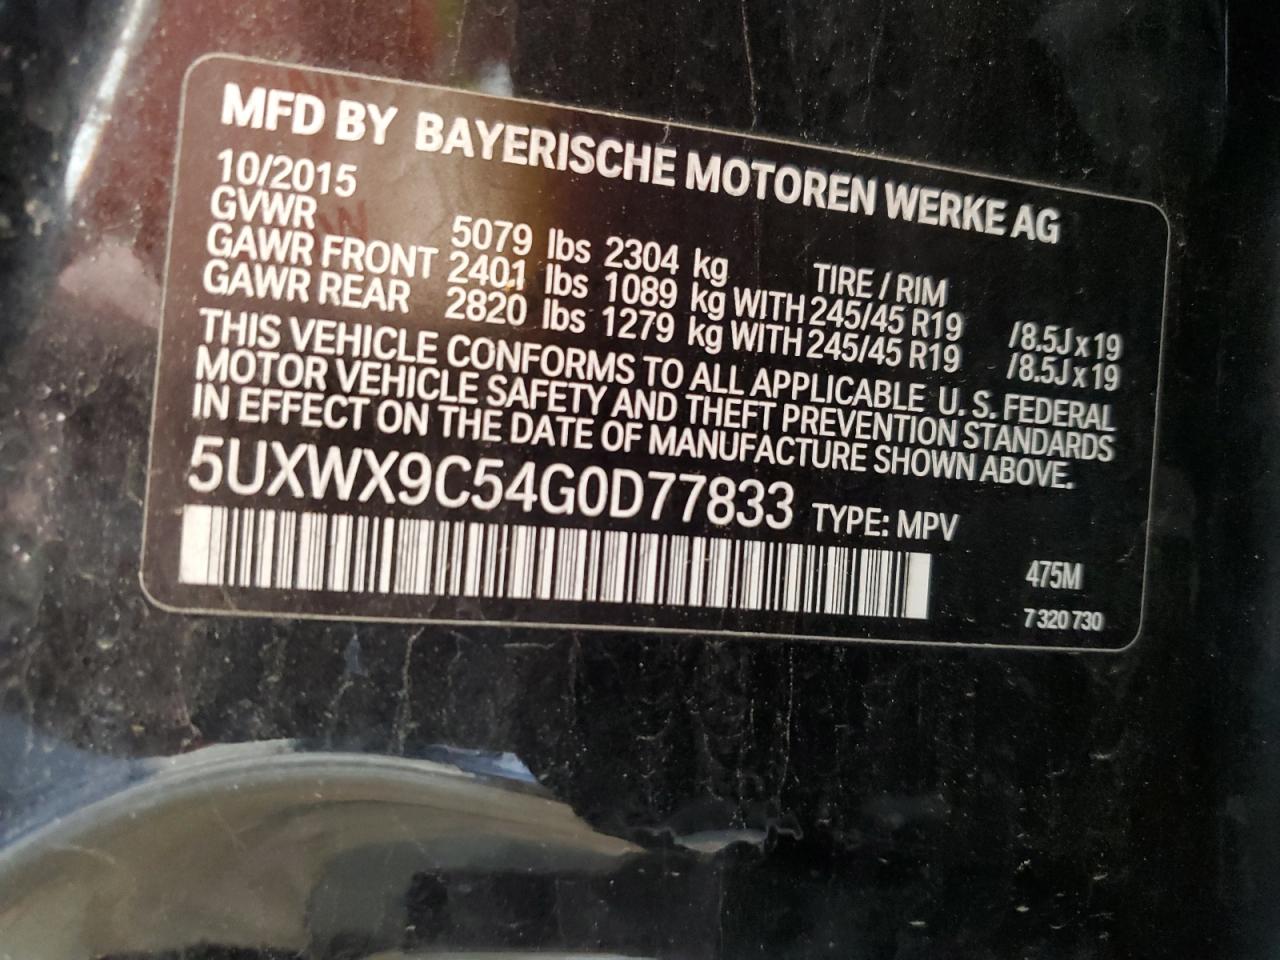 MFD BY BAYERISCHE MOTOREN WERKE AG
10/2015
GVWR 5079 lbs 2304 kg TIRE / RIM
GAWR FRONT 2401 lbs 1089 kg WITH 245/45 R19 /8.5J x 19
GAWR REAR 2820 lbs 1279 kg WITH 245/45 R19 /8.5J x 19
THIS VEHICLE CONFORMS TO ALL APPLICABLE U. S. FEDERAL
MOTOR VEHICLE SAFETY AND THEFT PREVENTION STANDARDS
IN EFFECT ON THE DATE OF MANUFACTURE SHOWN ABOVE.
5UXWX9C54G0D77833 TYPE: MPV
475M
7 320 730